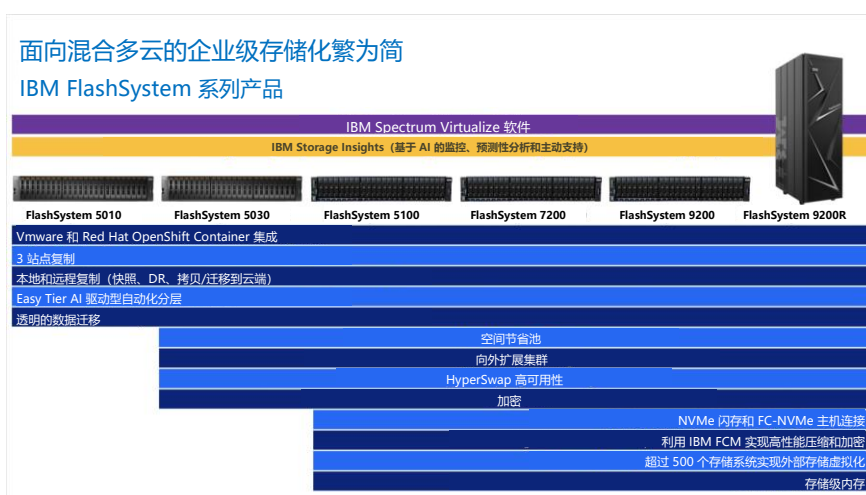 面向混合多云的企业级存储化繁为简
IBM FlashSystem 系列产品
IBM Spectrum Virtualize 软件
IBM Storage Insights（基于 AI 的监控、预测性分析和主动支持）
FlashSystem 5010
FlashSystem 5030
FlashSystem 5100
FlashSystem 7200
FlashSystem 9200
FlashSystem 9200R
Vmware 和 Red Hat OpenShift Container 集成
3 站点复制
本地和远程复制（快照、DR、拷贝/迁移到云端）
Easy Tier AI 驱动型自动化分层
透明的数据迁移
空间节省池
向外扩展集群
HyperSwap 高可用性
加密
NVMe 闪存和 FC-NVMe 主机连接
利用 IBM FCM 实现高性能压缩和加密
超过 500 个存储系统实现外部存储虚拟化
存储级内存